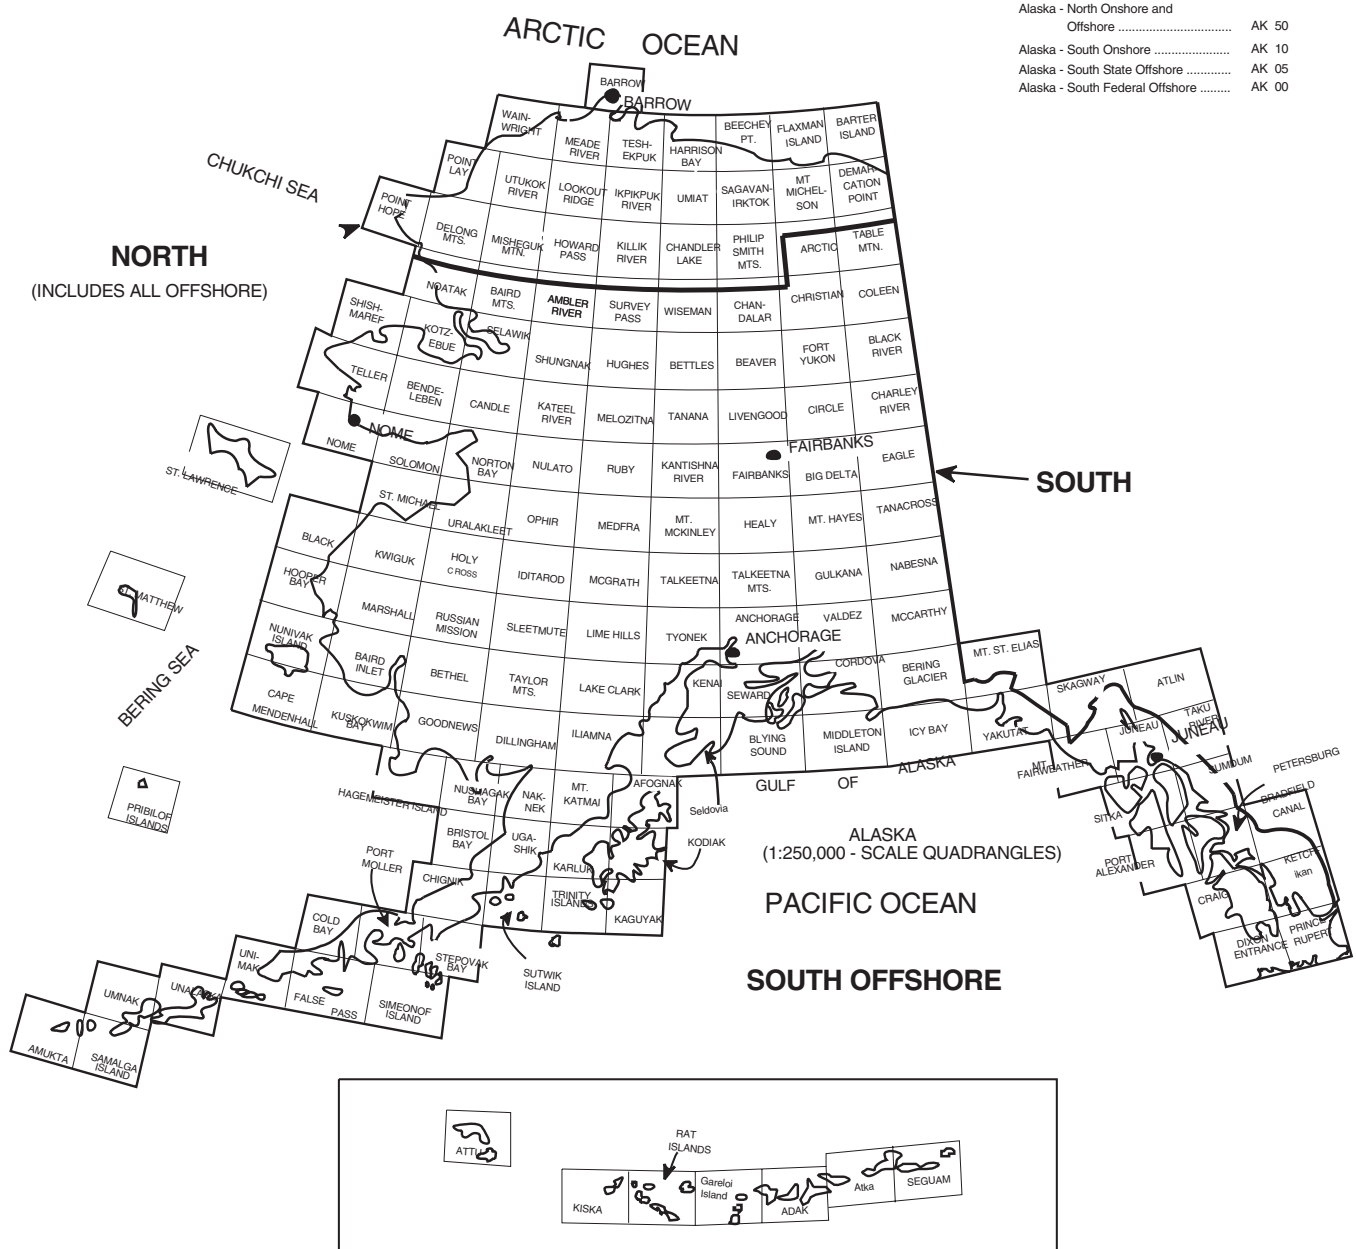 Alaska - North Onshore and
Offshore ................................. AK 50
Alaska - South Onshore ...................... AK 10
Alaska - South State Offshore ............. AK 05
Alaska - South Federal Offshore ......... AK 00
ARCTIC OCEAN
CHUKCHI SEA
NORTH
(INCLUDES ALL OFFSHORE)
BARROW
BARROW
WAIN-
WRIGHT
MEADE
RIVER
TESH-
EKPUK
HARRISON
BAY
BEECHEY
PT.
FLAXMAN
ISLAND
BARTER
ISLAND
POINT
LAY
UTUKOK
RIVER
LOOKOUT
RIDGE
IKPIKPUK
RIVER
UMIAT
SAGAVAN-
IRKTOK
MT
MICHEL-
SON
DEMAR-
CATION
POINT
POINT
HOPE
DELONG
MTS.
MISHEGUK
MTN.
HOWARD
PASS
KILLIK
RIVER
CHANDLER
LAKE
PHILIP
SMITH
MTS.
ARCTIC
TABLE
MTN.
NOATAK
BAIRD
MTS.
AMBLER
RIVER
SURVEY
PASS
WISEMAN
CHAN-
DALAR
CHRISTIAN
COLEEN
SHISH-
MAREF
KOTZ-
EBUE
SELAWIK
SHUNGNAK
HUGHES
BETTLES
BEAVER
FORT
YUKON
BLACK
RIVER
TELLER
BENDE-
LEBEN
CANDLE
KATEEL
RIVER
MELOZITNA
TANANA
LIVENGOOD
CIRCLE
CHARLEY
RIVER
NOME
NOME
SOLOMON
NORTON
BAY
NULATO
RUBY
KANTISHNA
RIVER
FAIRBANKS
FAIRBANKS
BIG DELTA
EAGLE
SOUTH
ST. LAWRENCE
ST. MICHAEL
URALAKLEET
OPHIR
MEDFRA
MT.
MCKINLEY
HEALY
MT. HAYES
TANACROSS
BLACK
KWIGUK
HOLY
CROSS
IDITAROD
MCGRATH
TALKEETNA
TALKEETNA
MTS.
GULKANA
NABESNA
HOOPER
BAY
MARSHALL
RUSSIAN
MISSION
SLEETMUTE
LIME HILLS
TYONEK
ANCHORAGE
ANCHORAGE
VALDEZ
MCCARTHY
ST. MATTHEW
BERING SEA
NUNIVAK
ISLAND
BAIRD
INLET
BETHEL
TAYLOR
MTS.
LAKE CLARK
KENAI
SEWARD
CORDOVA
BERING
GLACIER
MT. ST. ELIAS
CAPE
MENDENHALL
KUSKOKWIM
BAY
GOODNEWS
DILLINGHAM
ILIAMNA
BLYING
SOUND
MIDDLETON
ISLAND
ICY BAY
YAKUTAT
SKAGWAY
ATLIN
MT.
FAIRWEATHER
JUNEAU
JUNEAU
TAKU
RIVER
SUMDUM
PETERSBURG
BRADFIELD
CANAL
SITKA
PORT
ALEXANDER
CRAIG
KETCH-
ikan
DIXON
ENTRANCE
PRINCE
RUPERT
PRIBILOF
ISLANDS
HAGEMEISTER ISLAND
NUSHAGAK
BAY
NAK-
NEK
MT.
KATMAI
AFOGNAK
Seldovia
GULF OF ALASKA
BRISTOL
BAY
UGA-
SHIK
KARLUK
KODIAK
PORT
MOLLER
CHIGNIK
TRINITY
ISLANDS
KAGUYAK
ALASKA
(1:250,000 - SCALE QUADRANGLES)
PACIFIC OCEAN
SOUTH OFFSHORE
COLD
BAY
STEPOVAK
BAY
SUTWIK
ISLAND
UNI-
MAK
FALSE
PASS
SIMEONOF
ISLAND
UNALASKA
UMNAK
AMUKTA
SAMALGA
ISLAND
ATTU
RAT
ISLANDS
KISKA
Gareloi
Island
ADAK
Atka
SEGUAM